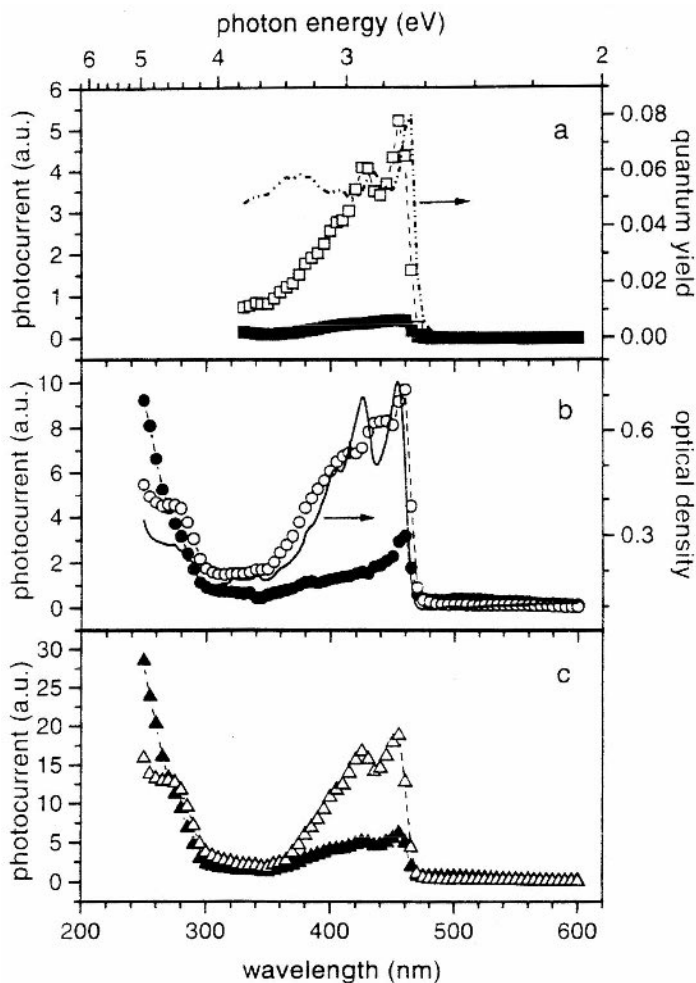 photon energy (eV)
6 5 4 3 2
photocurrent (a.u.)
6
5
4
3
2
1
0
a
0.08
0.06
0.04
0.02
0.00
quantum yield
photocurrent (a.u.)
10
8
6
4
2
0
b
0.6
0.3
optical density
photocurrent (a.u.)
30
25
20
15
10
5
0
c
200 300 400 500 600
wavelength (nm)